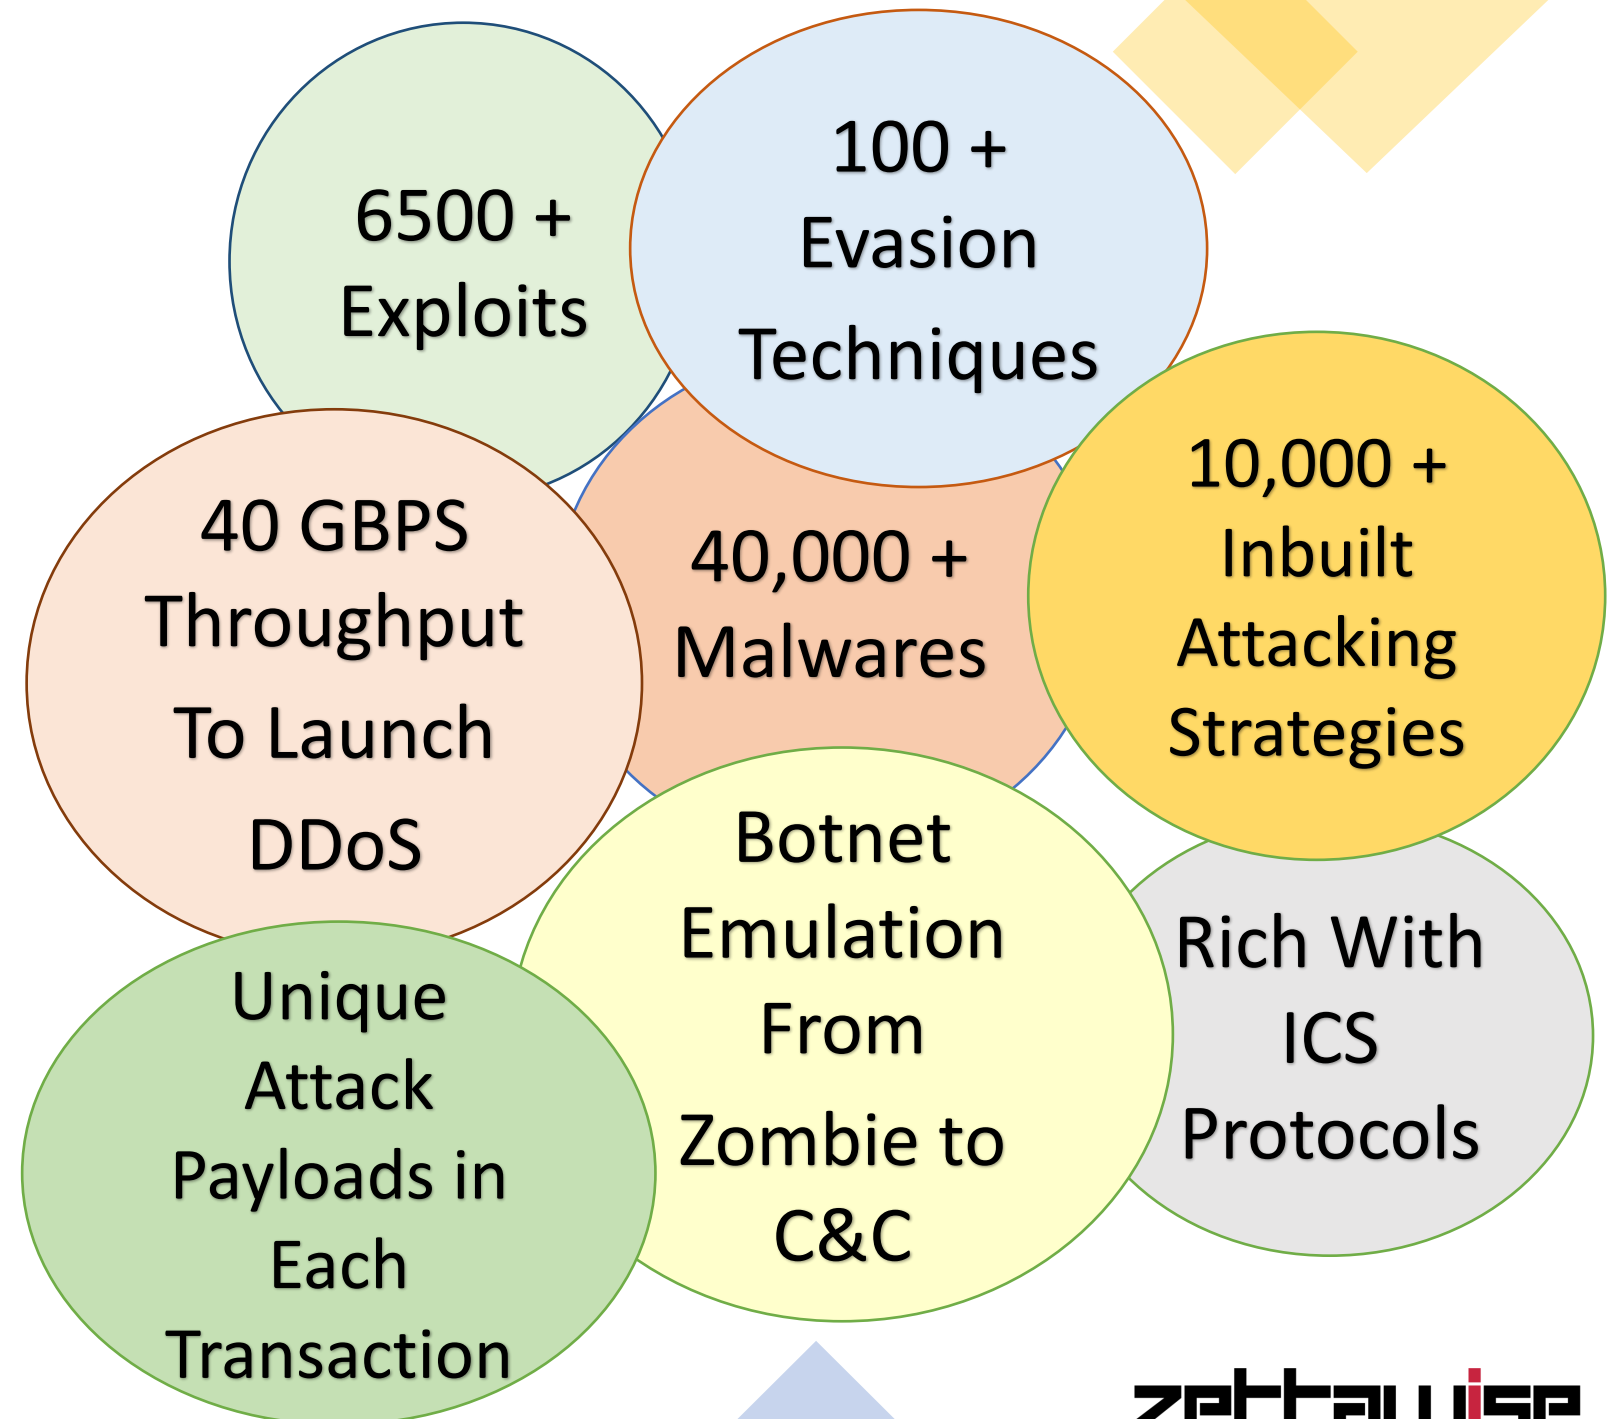 6500 +
Exploits
100 +
Evasion
Techniques
40 GBPS
Throughput
To Launch
DDoS
40,000 +
Malwares
10,000 +
Inbuilt
Attacking
Strategies
Unique
Attack
Payloads in
Each
Transaction
Botnet
Emulation
From
Zombie to
C&C
Rich With
ICS
Protocols
zettawise